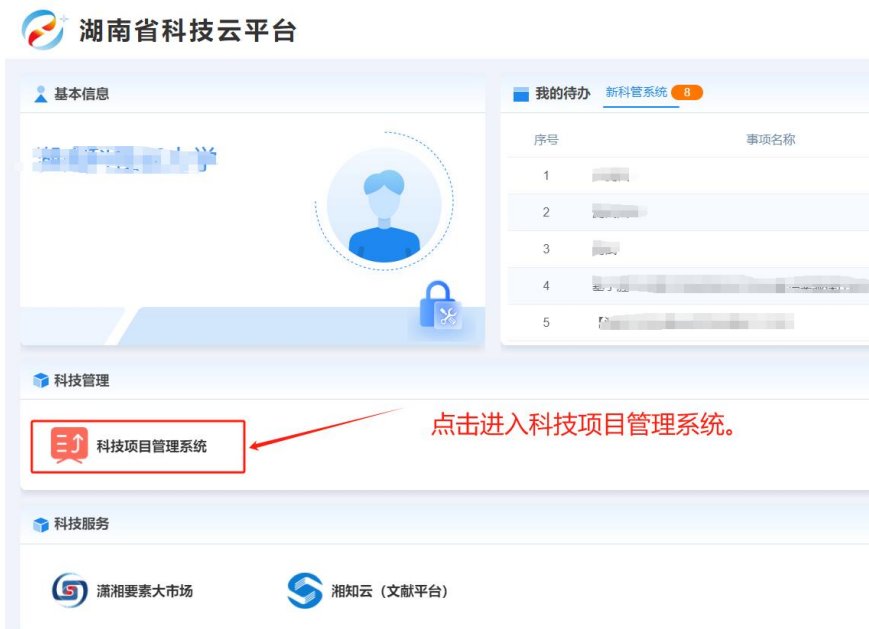 湖南省科技云平台
基本信息
我的待办 新科管系统 8
序号 事项名称
1
2
3
4
5
科技管理
科技项目管理系统
点击进入科技项目管理系统。
科技服务
潇湘要素大市场
湘知云（文献平台）